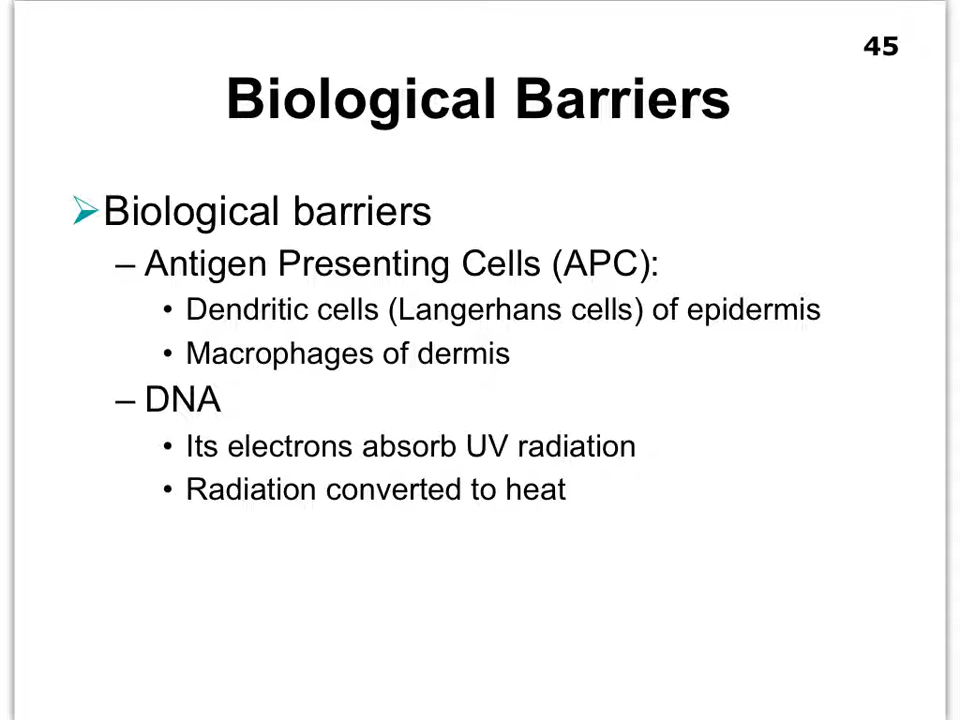 45
Biological Barriers
➢Biological barriers
– Antigen Presenting Cells (APC):
• Dendritic cells (Langerhans cells) of epidermis
• Macrophages of dermis
– DNA
• Its electrons absorb UV radiation
• Radiation converted to heat